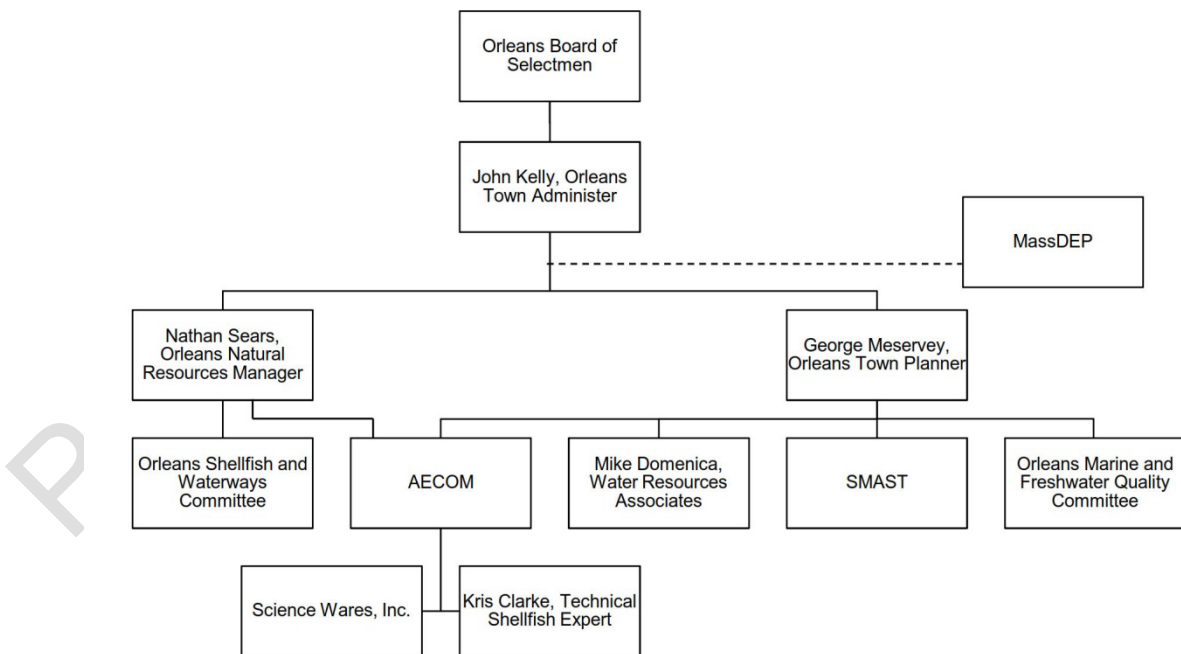 Orleans Board of
Selectmen
John Kelly, Orleans
Town Administer
MassDEP
Nathan Sears,
Orleans Natural
Resources Manager
George Meservey,
Orleans Town Planner
Orleans Shellfish and
Waterways
Committee
AECOM
Mike Domenica,
Water Resources
Associates
SMAST
Orleans Marine and
Freshwater Quality
Committee
Science Wares, Inc.
Kris Clarke, Technical
Shellfish Expert
P